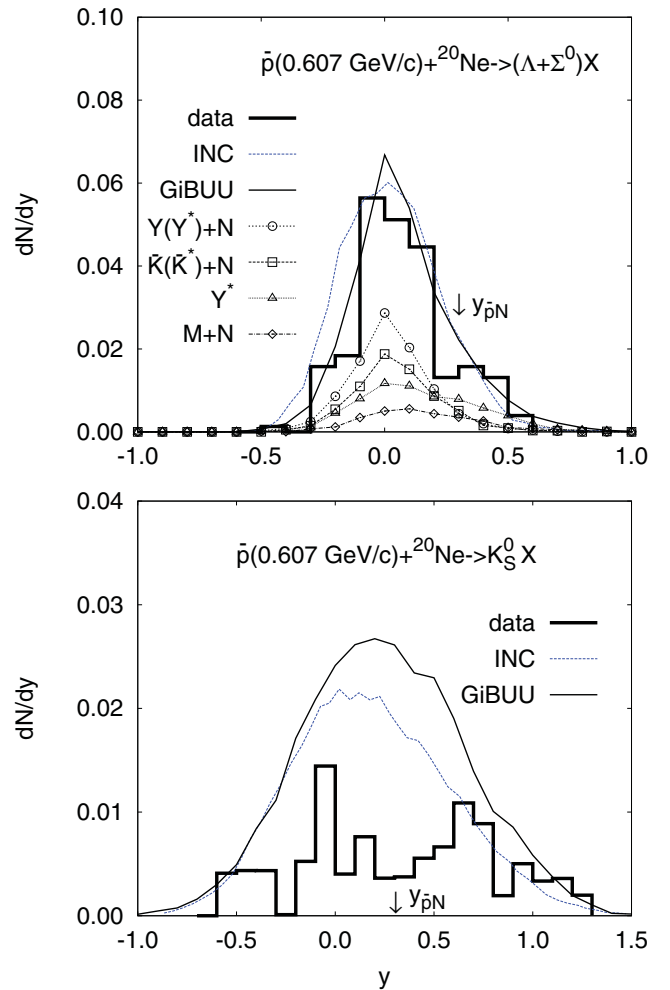 0.10
p̄(0.607 GeV/c)+²⁰Ne->(Λ+Σ⁰)X
0.08
data
INC
0.06
GiBUU
Y(Y*)+N
K̄(K̄*)+N
0.04
Y*
↓ y_p̄N
M+N
0.02
0.00
dN/dy
-1.0 -0.5 0.0 0.5 1.0
0.04
p̄(0.607 GeV/c)+²⁰Ne->K⁰_S X
0.03
data
INC
GiBUU
0.02
0.01
↓ y_p̄N
0.00
dN/dy
-1.0 -0.5 0.0 0.5 1.0 1.5
y